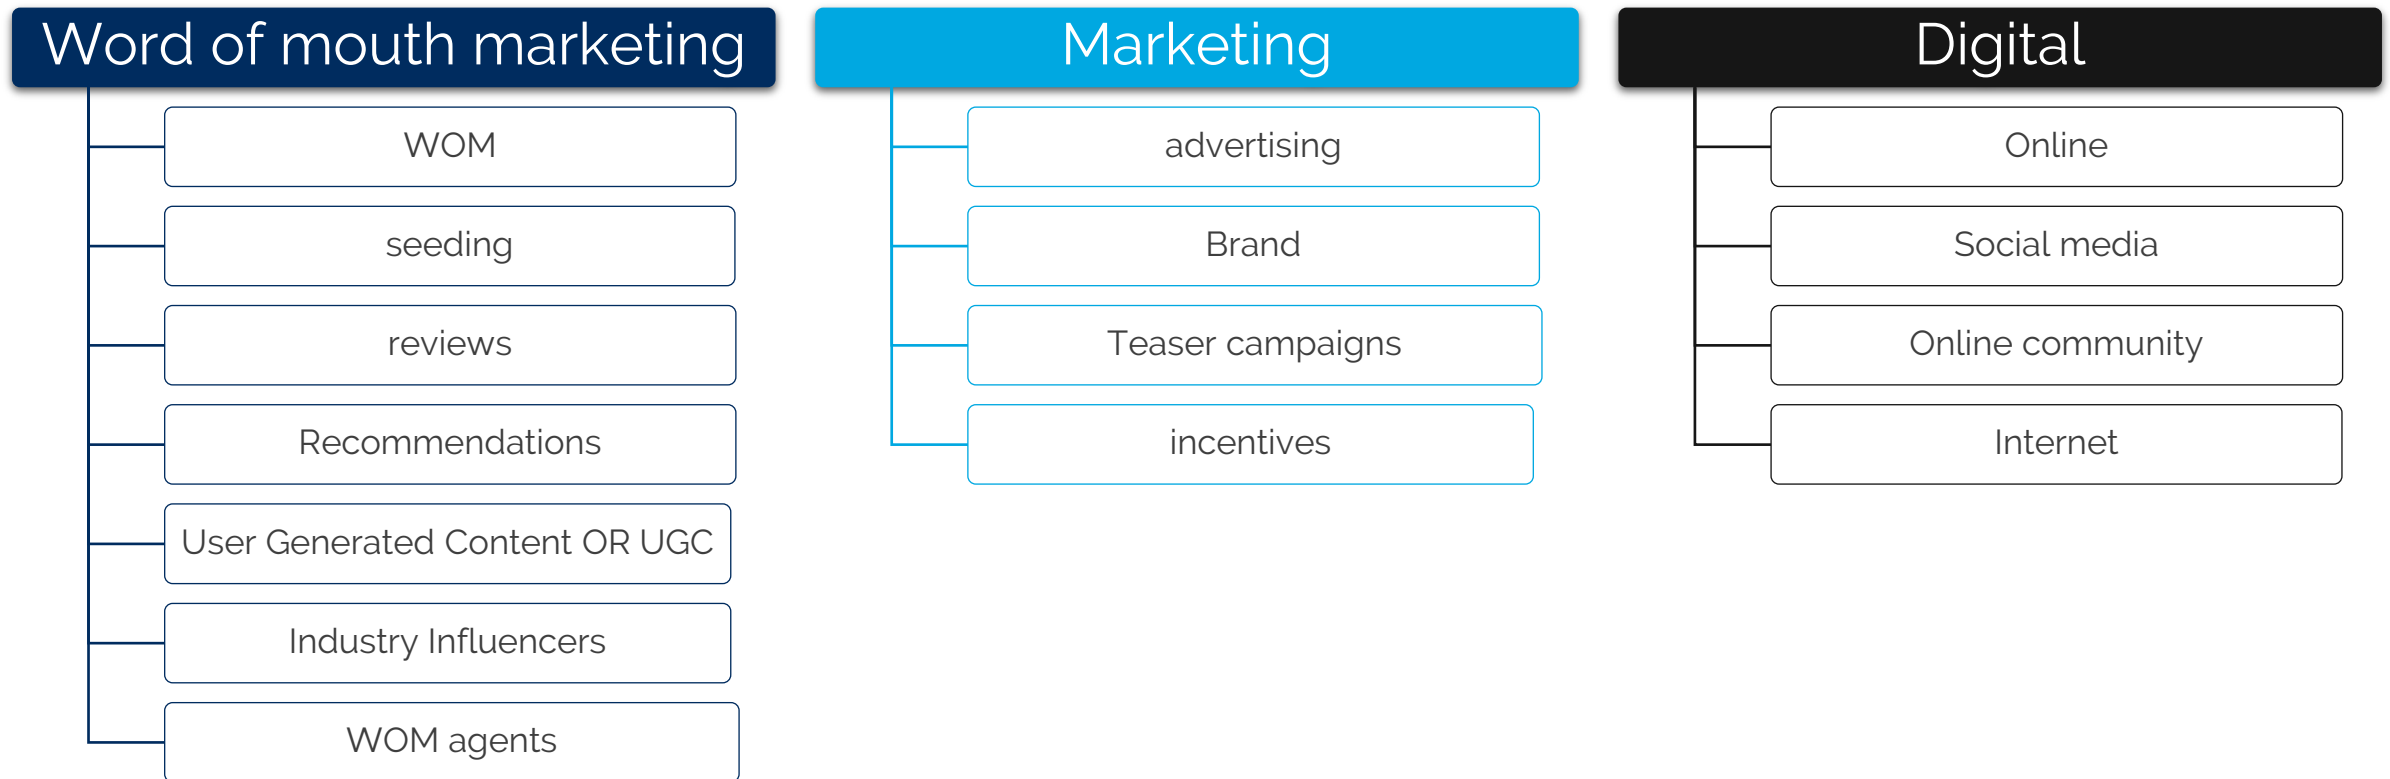 Word of mouth marketing
WOM
seeding
reviews
Recommendations
User Generated Content OR UGC
Industry Influencers
WOM agents
Marketing
advertising
Brand
Teaser campaigns
incentives
Digital
Online
Social media
Online community
Internet